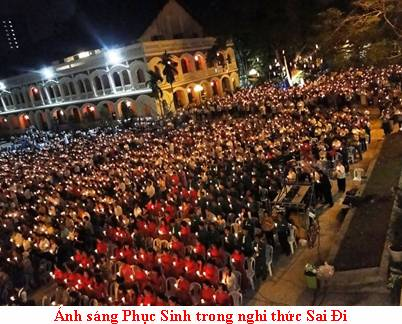 Ánh sáng Phục Sinh trong nghi thức Sai Đi